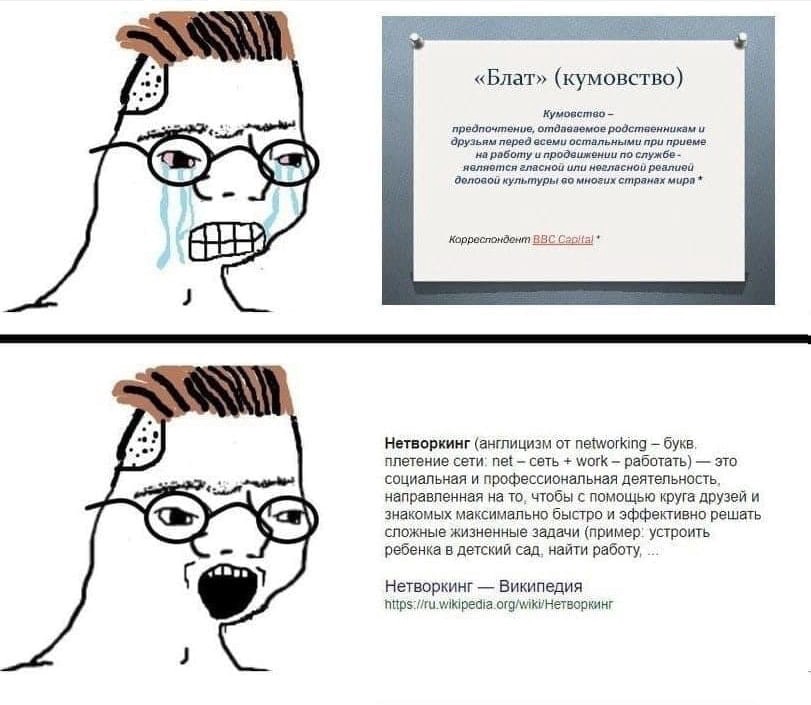 «Блат» (кумовство)
Кумовство –
предпочтение, отдаваемое родственникам и
друзьям перед всеми остальными при приеме
на работу и продвижении по службе -
является гласной или негласной реалией
деловой культуры во многих странах мира *
Корреспондент BBC Capital *
Нетворкинг (англицизм от networking – букв.
плетение сети: net – сеть + work – работать) — это
социальная и профессиональная деятельность,
направленная на то, чтобы с помощью круга друзей и
знакомых максимально быстро и эффективно решать
сложные жизненные задачи (пример: устроить
ребенка в детский сад, найти работу, ...
Нетворкинг — Википедия
https://ru.wikipedia.org/wiki/Нетворкинг